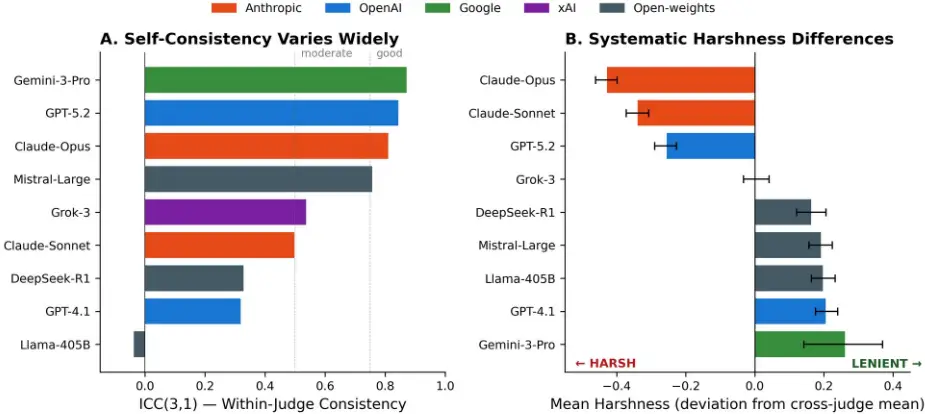 Anthropic OpenAI Google xAI Open-weights
A. Self-Consistency Varies Widely
moderate good
Gemini-3-Pro
GPT-5.2
Claude-Opus
Mistral-Large
Grok-3
Claude-Sonnet
DeepSeek-R1
GPT-4.1
Llama-405B
0.0 0.2 0.4 0.6 0.8 1.0
ICC(3,1) — Within-Judge Consistency
B. Systematic Harshness Differences
Claude-Opus
Claude-Sonnet
GPT-5.2
Grok-3
DeepSeek-R1
Mistral-Large
Llama-405B
GPT-4.1
Gemini-3-Pro
← HARSH LENIENT →
−0.4 −0.2 0.0 0.2 0.4
Mean Harshness (deviation from cross-judge mean)